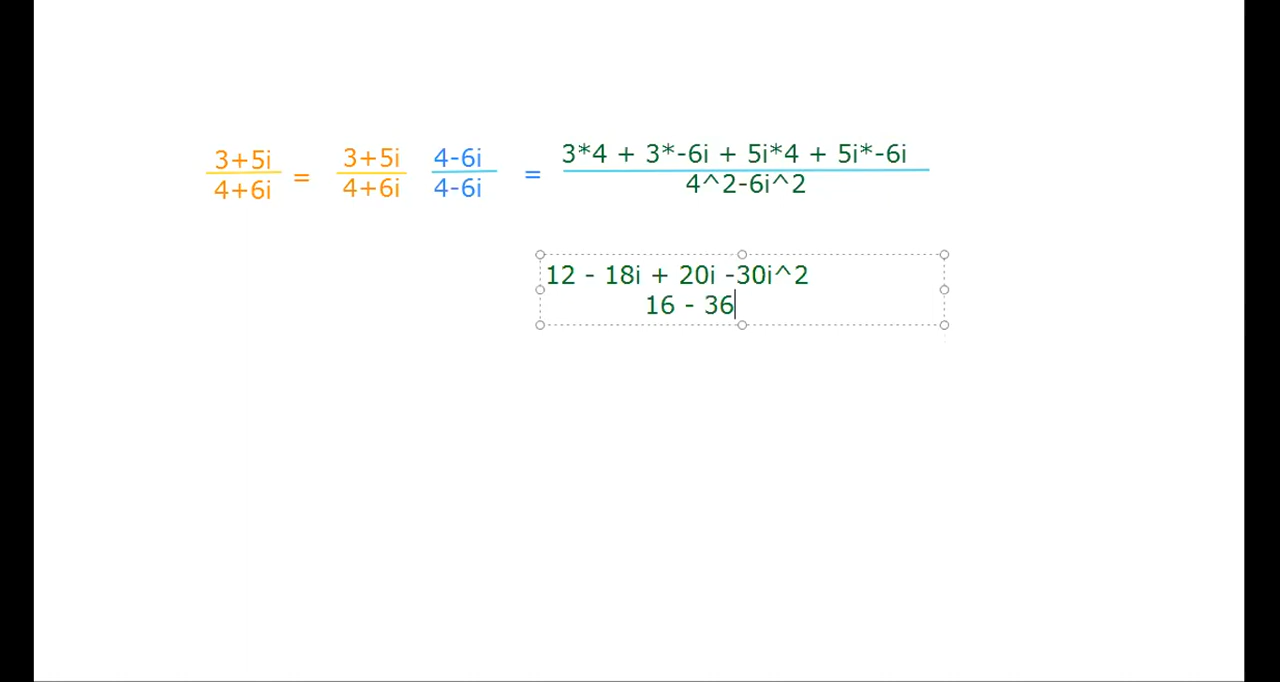 3+5i 3+5i 4-6i 3*4 + 3*-6i + 5i*4 + 5i*-6i
= =
4+6i 4+6i 4-6i 4^2-6i^2
12 - 18i + 20i -30i^2
16 - 36